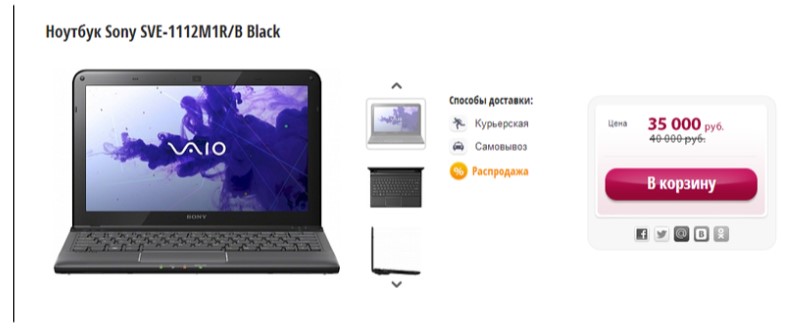 Ноутбук Sony SVE-1112M1R/B Black
VAIO
SONY
Способы доставки:
Курьерская
Самовывоз
% Распродажа
Цена 35 000 руб.
40 000 руб.
В корзину